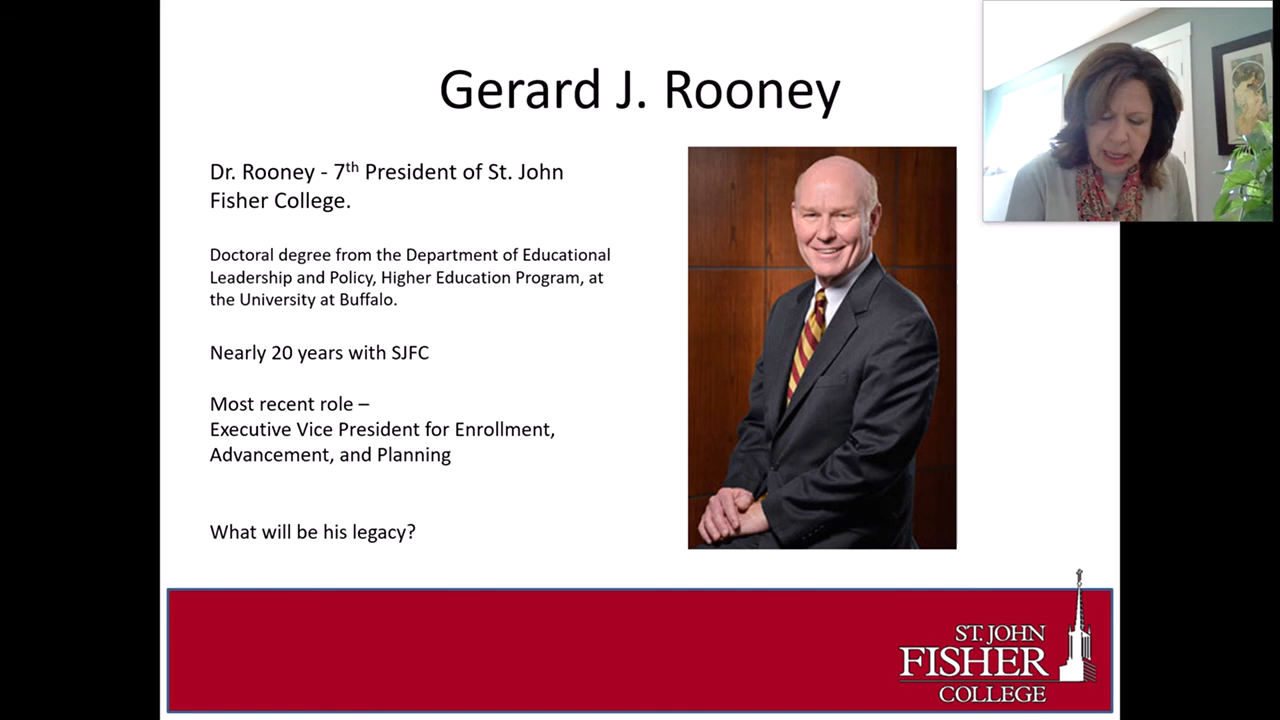 Gerard J. Rooney
Dr. Rooney - 7th President of St. John
Fisher College.
Doctoral degree from the Department of Educational
Leadership and Policy, Higher Education Program, at
the University at Buffalo.
Nearly 20 years with SJFC
Most recent role –
Executive Vice President for Enrollment,
Advancement, and Planning
What will be his legacy?
ST. JOHN
FISHER
COLLEGE